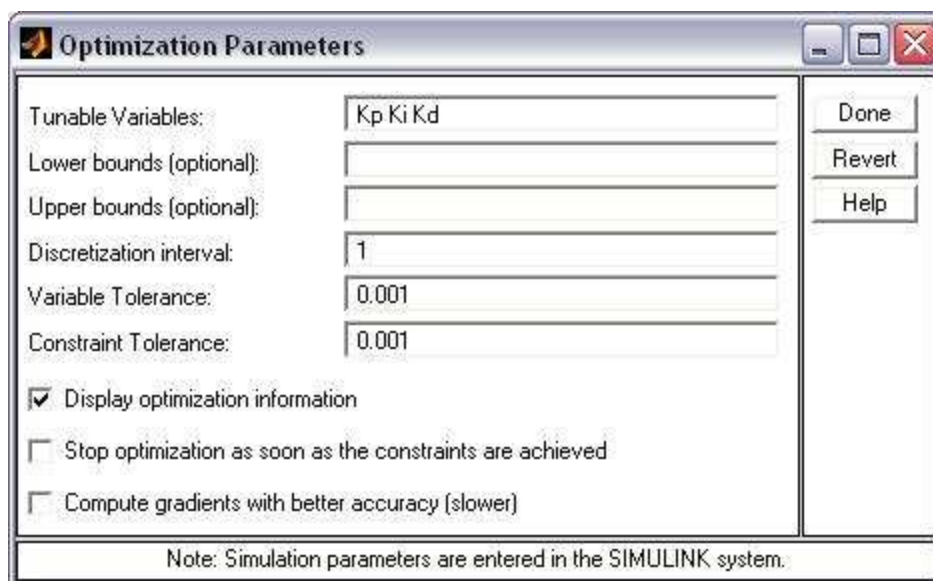 Optimization Parameters
Tunable Variables: Kp Ki Kd
Done
Lower bounds (optional):
Revert
Upper bounds (optional):
Help
Discretization interval: 1
Variable Tolerance: 0.001
Constraint Tolerance: 0.001
Display optimization information
Stop optimization as soon as the constraints are achieved
Compute gradients with better accuracy (slower)
Note: Simulation parameters are entered in the SIMULINK system.